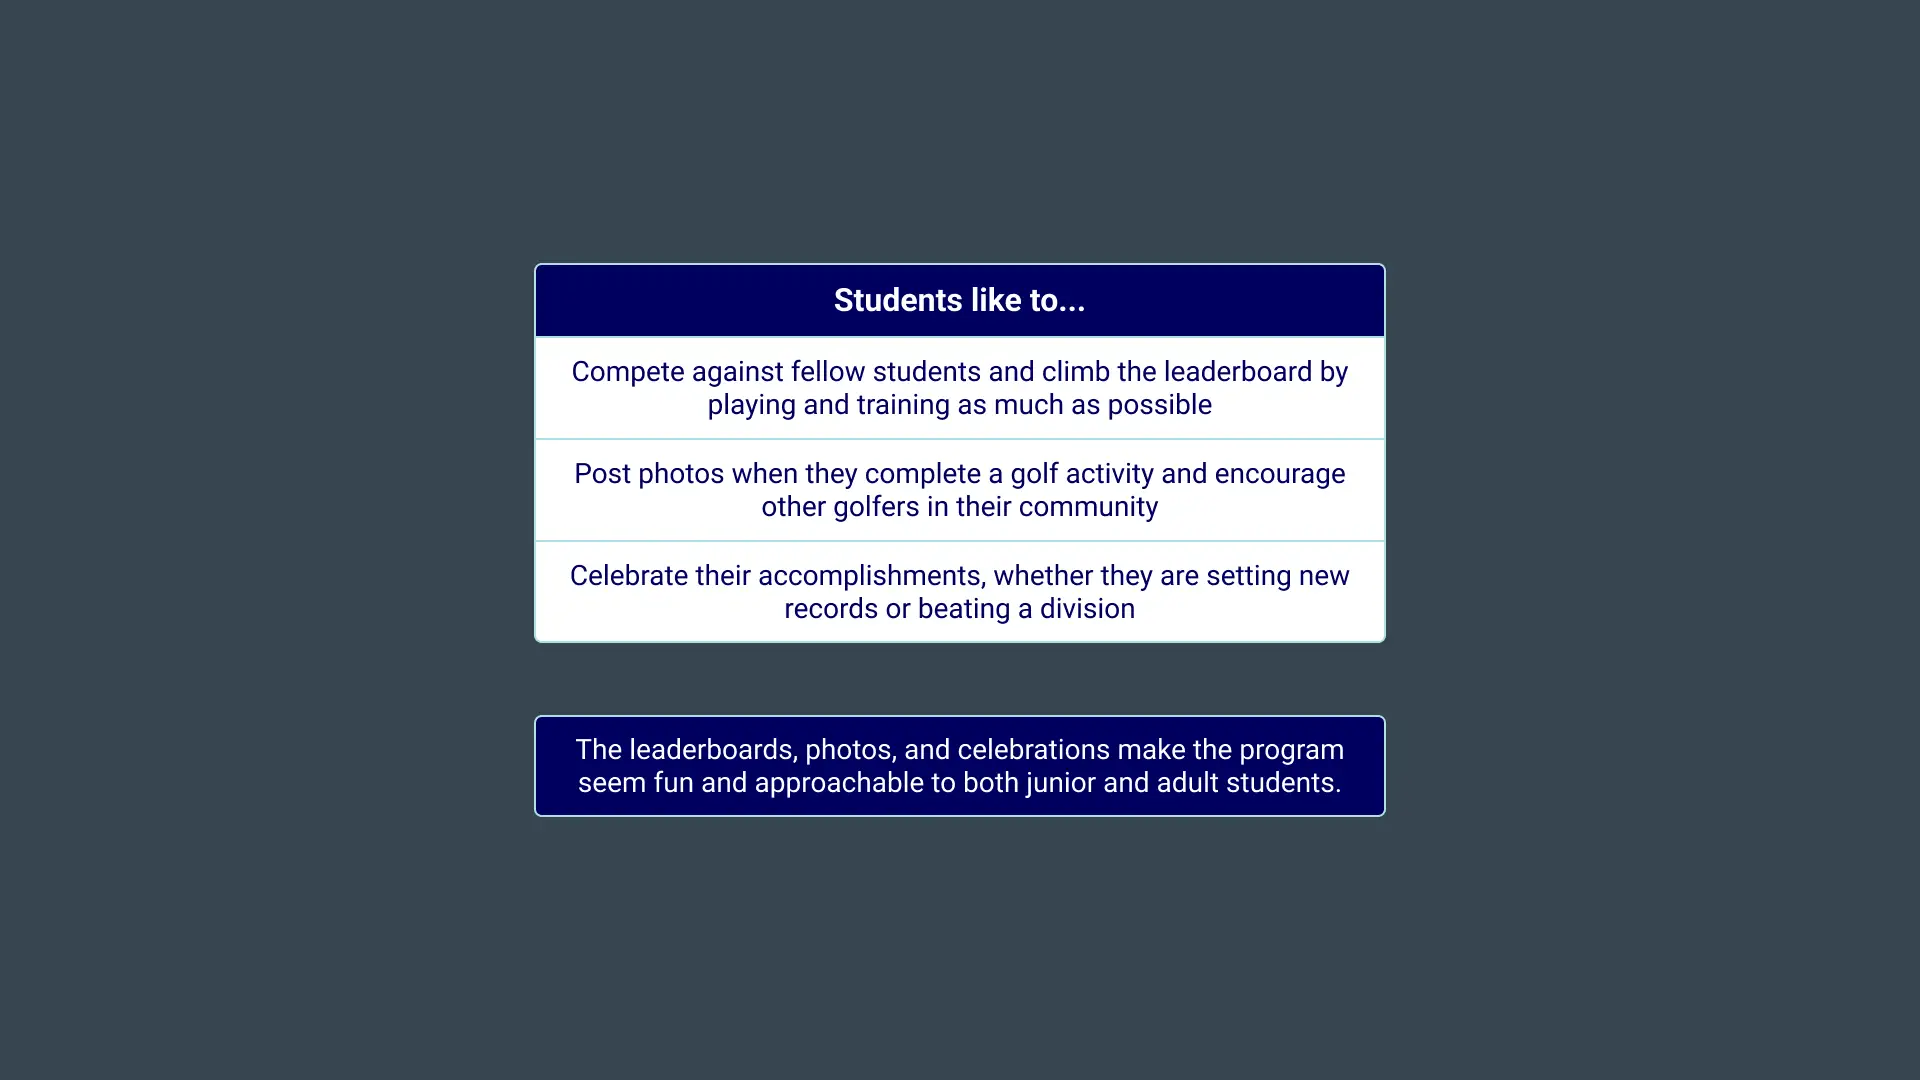 Students like to...
Compete against fellow students and climb the leaderboard by
playing and training as much as possible
Post photos when they complete a golf activity and encourage
other golfers in their community
Celebrate their accomplishments, whether they are setting new
records or beating a division
The leaderboards, photos, and celebrations make the program
seem fun and approachable to both junior and adult students.